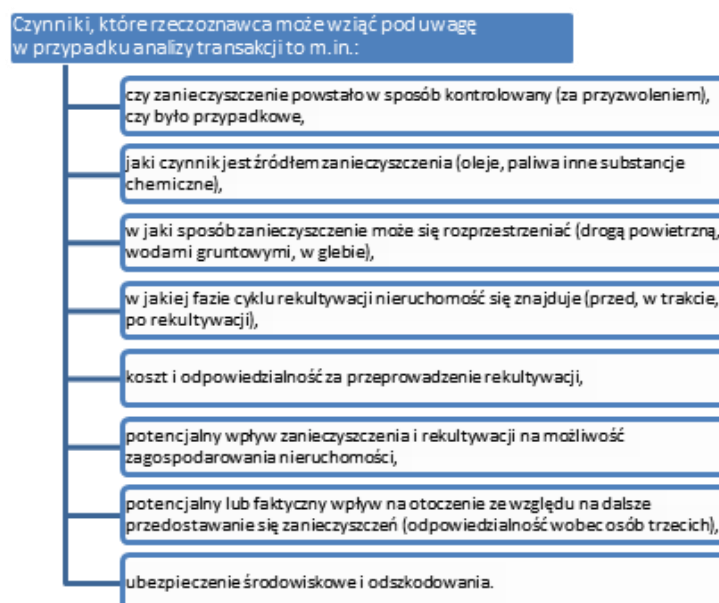 Czynniki, które rzeczoznawca może wziąć pod uwagę
w przypadku analizy transakcji to m.in.:
czy zanieczyszczenie powstało w sposób kontrolowany (za przyzwoleniem),
czy było przypadkowe,
jaki czynnik jest źródłem zanieczyszczenia (oleje, paliwa inne substancje
chemiczne),
w jaki sposób zanieczyszczenie może się rozprzestrzeniać (drogą powietrzną,
wodami gruntowymi, w glebie),
w jakiej fazie cyklu rekultywacji nieruchomość się znajduje (przed, w trakcie,
po rekultywacji),
koszt i odpowiedzialność za przeprowadzenie rekultywacji,
potencjalny wpływ zanieczyszczenia i rekultywacji na możliwość
zagospodarowania nieruchomości,
potencjalny lub faktyczny wpływ na otoczenie ze względu na dalsze
przedostawanie się zanieczyszczeń (odpowiedzialność wobec osób trzecich),
ubezpieczenie środowiskowe i odszkodowania.